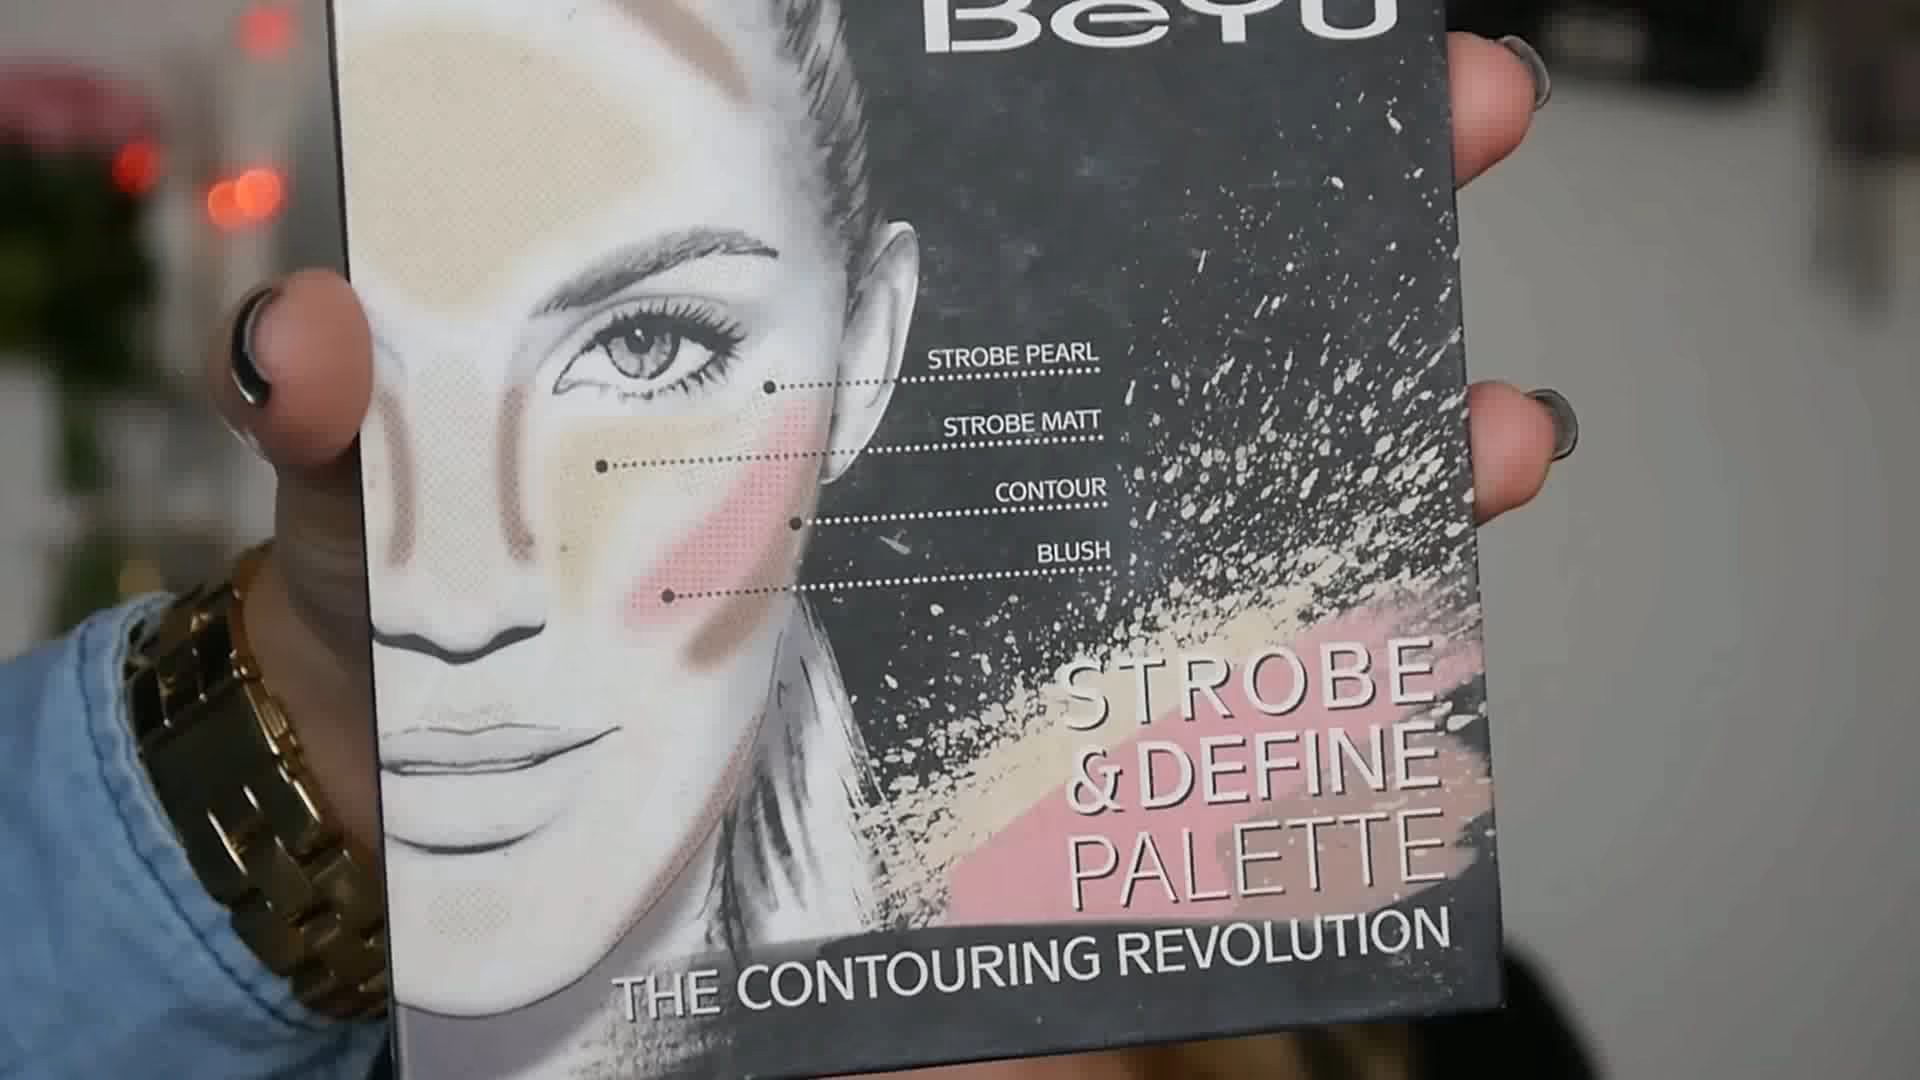 BeYU
STROBE PEARL
STROBE MATT
CONTOUR
BLUSH
STROBE
& DEFINE
PALETTE
THE CONTOURING REVOLUTION